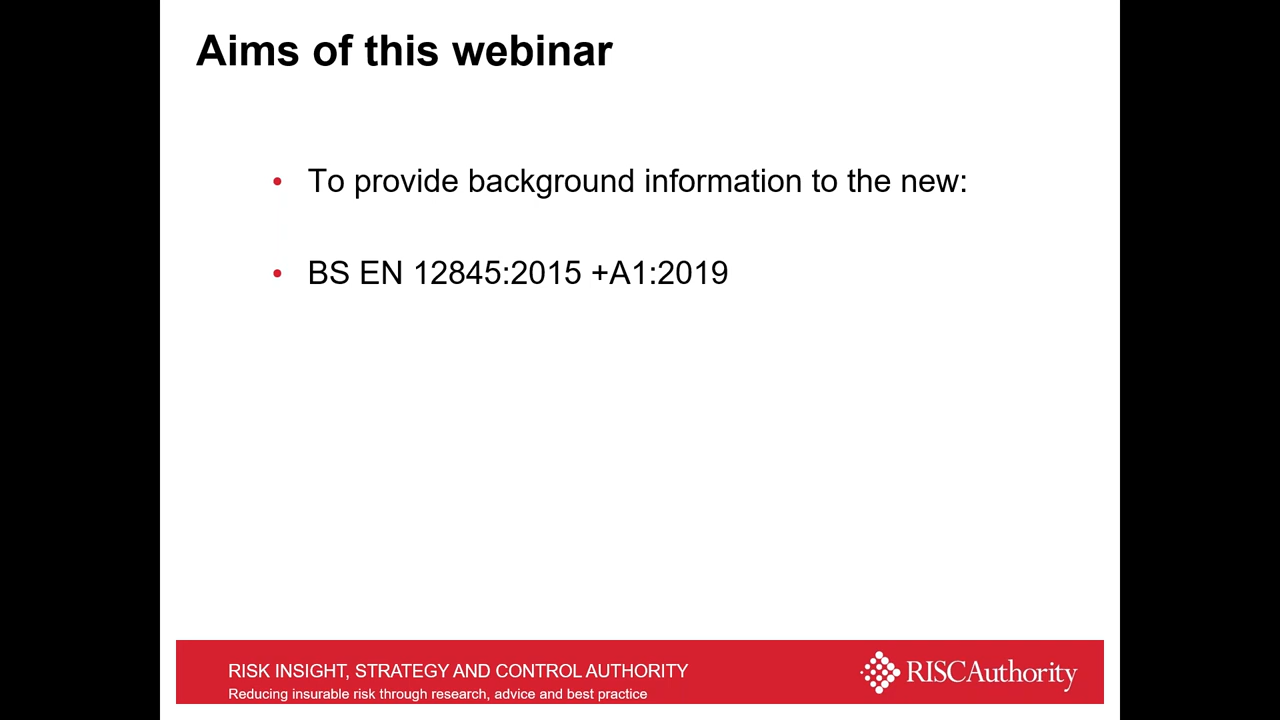 Aims of this webinar
• To provide background information to the new:
• BS EN 12845:2015 +A1:2019
RISK INSIGHT, STRATEGY AND CONTROL AUTHORITY
Reducing insurable risk through research, advice and best practice
RISCAuthority